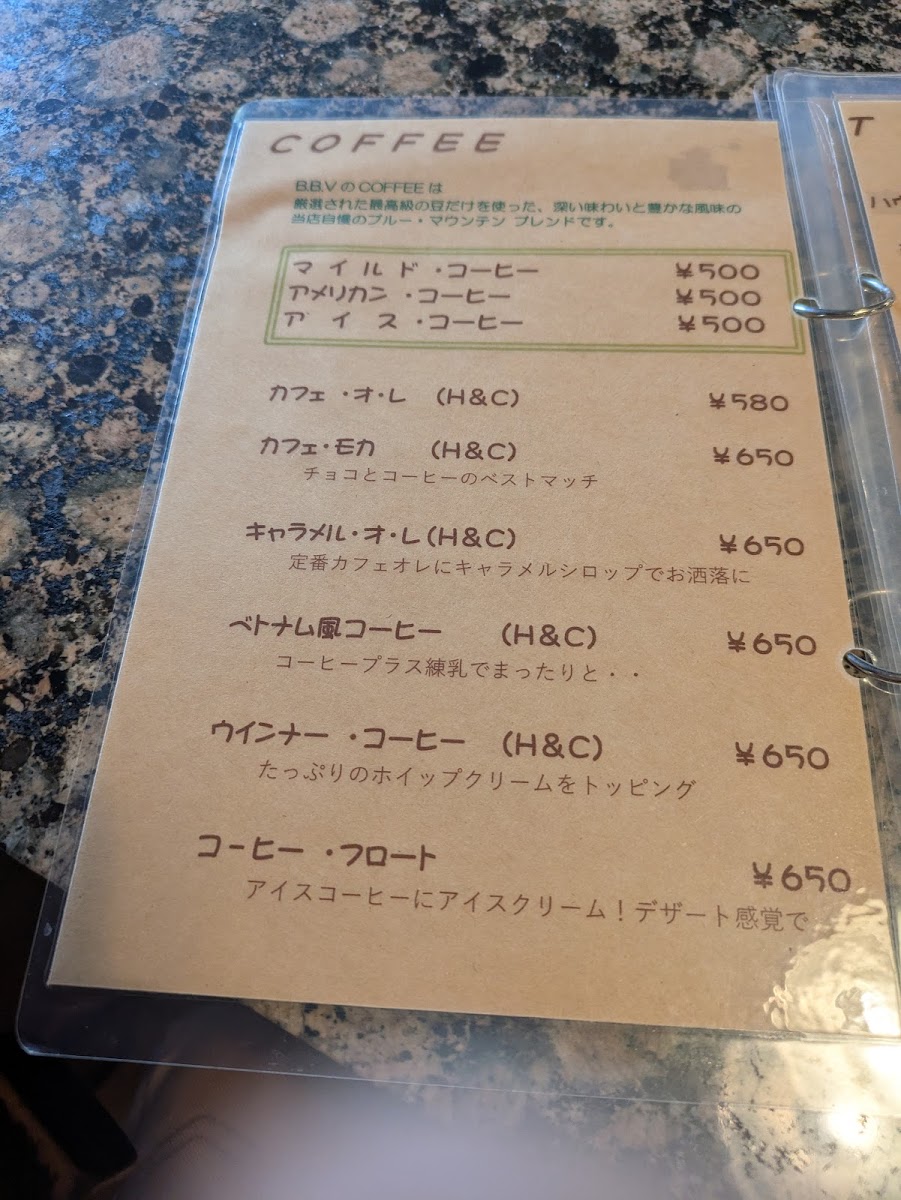 COFFEE
B.B.V のCOFFEE は
厳選された最高級の豆だけを使った、深い味わいと豊かな風味の
当店自慢のブルー・マウンテン ブレンドです。
マイルド・コーヒー ¥500
アメリカン・コーヒー ¥500
アイス・コーヒー ¥500
カフェ・オ・レ (H&C) ¥580
カフェ・モカ (H&C) ¥650
チョコとコーヒーのベストマッチ
キャラメル・オ・レ(H&C) ¥650
定番カフェオレにキャラメルシロップでお洒落に
ベトナム風コーヒー (H&C) ¥650
コーヒープラス練乳でまったりと・・
ウインナー・コーヒー (H&C) ¥650
たっぷりのホイップクリームをトッピング
コーヒー・フロート ¥650
アイスコーヒーにアイスクリーム!デザート感覚で
T
ハウ